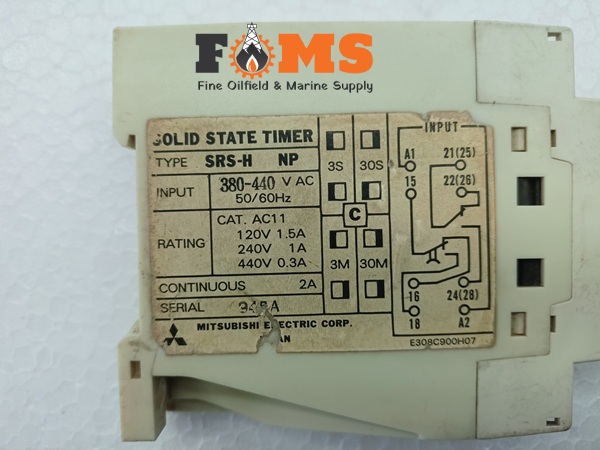 FOMS
Fine Oilfield & Marine Supply
SOLID STATE TIMER
TYPE SRS-H NP
INPUT 380-440 V AC
50/60Hz
RATING
CAT. AC11
120V 1.5A
240V 1A
440V 0.3A
CONTINUOUS 2A
SERIAL 948A
MITSUBISHI ELECTRIC CORP.
3S 30S
C
3M 30M
INPUT
A1 21(25)
15 22(26)
16 24(28)
18 A2
E308C900H07